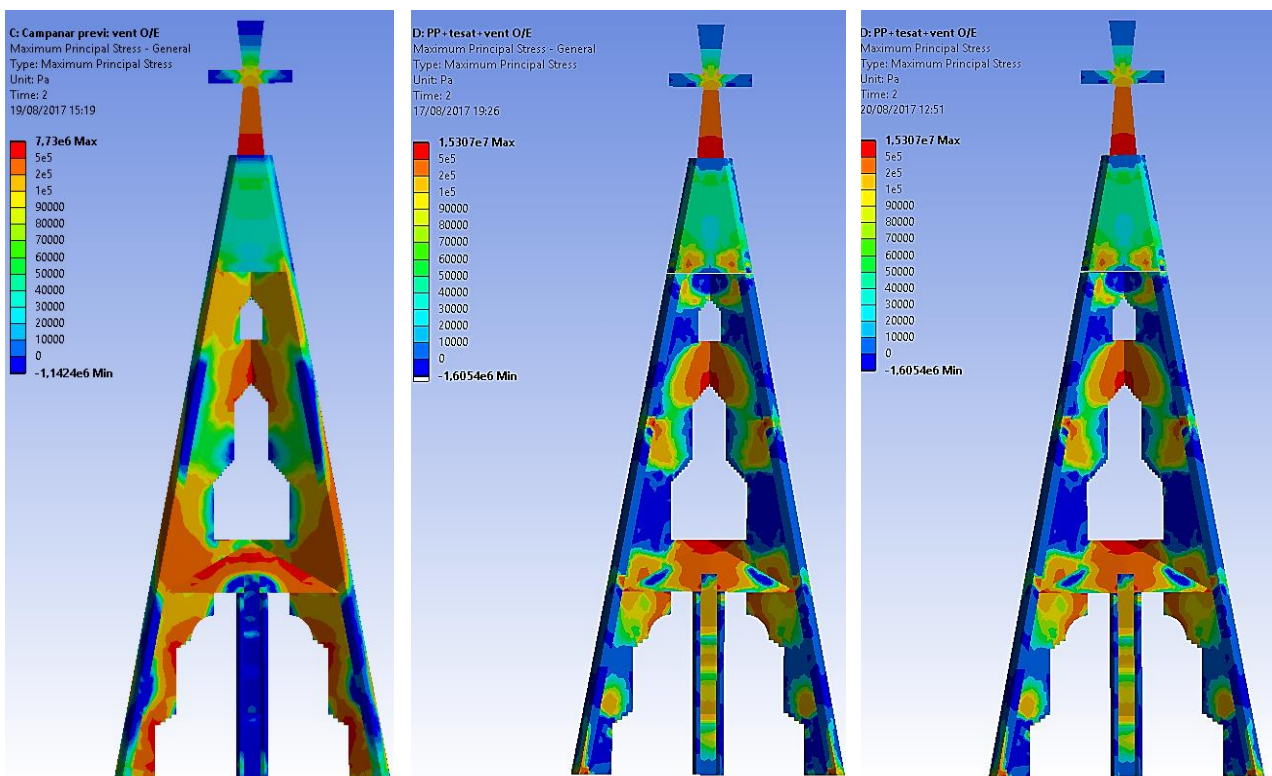 C: Campanar previ: vent O/E
Maximum Principal Stress - General
Type: Maximum Principal Stress
Unit: Pa
Time: 2
19/08/2017 15:19
7,73e6 Max
5e5
2e5
1e5
90000
80000
70000
60000
50000
40000
30000
20000
10000
0
-1,1424e6 Min
D: PP+tesat+vent O/E
Maximum Principal Stress - General
Type: Maximum Principal Stress
Unit: Pa
Time: 2
17/08/2017 19:26
1,5307e7 Max
5e5
2e5
1e5
90000
80000
70000
60000
50000
40000
30000
20000
10000
0
-1,6054e6 Min
D: PP+tesat+vent O/E
Maximum Principal Stress
Type: Maximum Principal Stress
Unit: Pa
Time: 2
20/08/2017 12:51
1,5307e7 Max
5e5
2e5
1e5
90000
80000
70000
60000
50000
40000
30000
20000
10000
0
-1,6054e6 Min